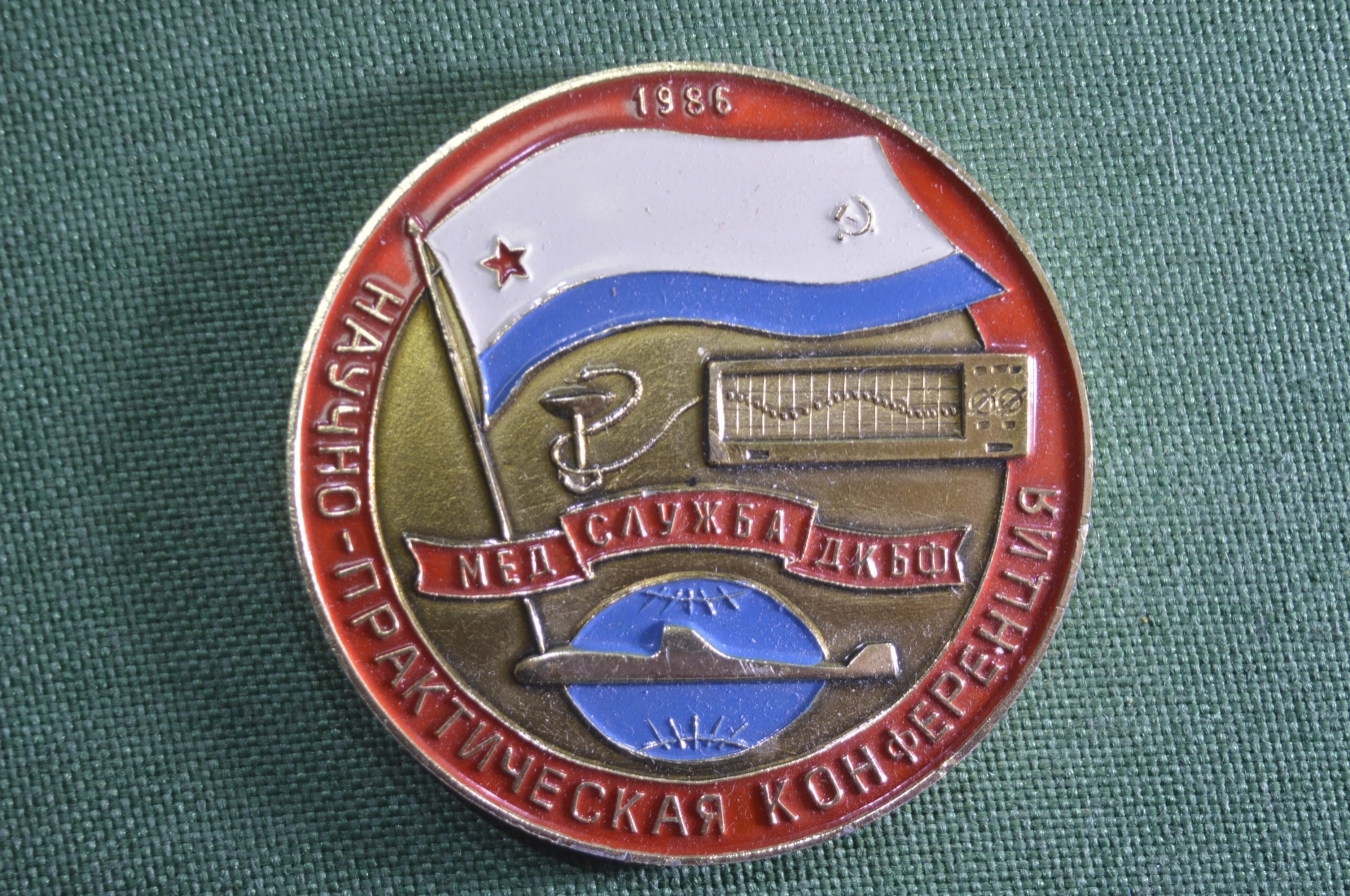 1986
НАУЧНО-ПРАКТИЧЕСКАЯ КОНФЕРЕНЦИЯ
МЕД СЛУЖБА ДКБФ